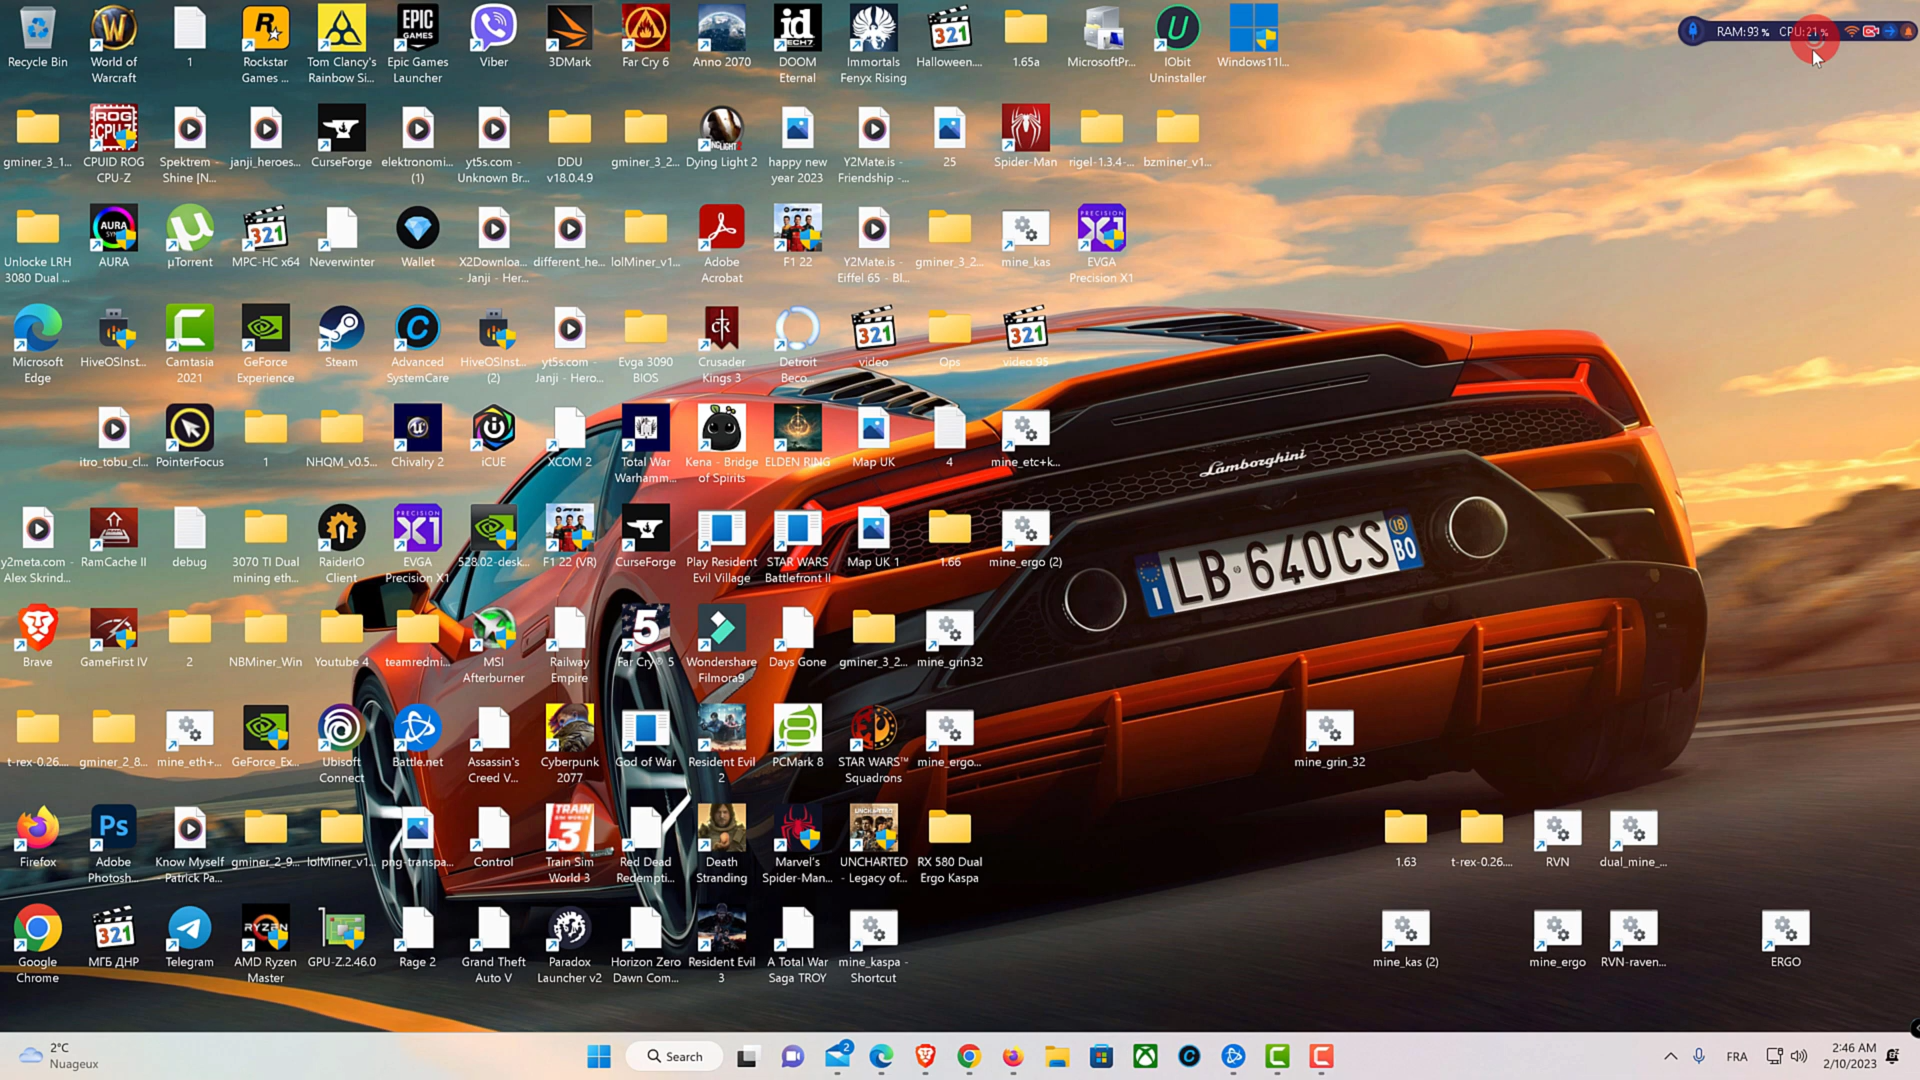 RAM:93 % CPU:21 %
Recycle Bin
World of Warcraft
1
Rockstar Games ...
Tom Clancy's Rainbow Si...
Epic Games Launcher
Viber
3DMark
Far Cry 6
Anno 2070
DOOM Eternal
Immortals Fenyx Rising
Halloween....
1.65a
MicrosoftPr...
IObit Uninstaller
Windows11I...
gminer_3_1...
CPUID ROG CPU-Z
Spektrem - Shine [N...
janji_heroes...
CurseForge
elektronomi... (1)
yt5s.com - Unknown Br...
DDU v18.0.4.9
gminer_3_2...
Dying Light 2
happy new year 2023
Y2Mate.is - Friendship -...
25
Spider-Man
rigel-1.3.4-...
bzminer_v1...
Unlocke LRH 3080 Dual ...
AURA
µTorrent
MPC-HC x64
Neverwinter
Wallet
X2Downloa... - Janji - Her...
different_he...
lolMiner_v1...
Adobe Acrobat
F1 22
Y2Mate.is - Eiffel 65 - Bl...
gminer_3_2...
mine_kas
EVGA Precision X1
Microsoft Edge
HiveOSInst...
Camtasia 2021
GeForce Experience
Steam
Advanced SystemCare
HiveOSInst... (2)
yt5s.com - Janji - Hero...
Evga 3090 BIOS
Crusader Kings 3
Detroit Beco...
video
Ops
video 95
itro_tobu_cl...
PointerFocus
1
NHQM_v0.5...
Chivalry 2
iCUE
XCOM 2
Total War Warhamm...
Kena - Bridge of Spirits
ELDEN RING
Map UK
4
mine_etc+k...
Lamborghini
y2meta.com - Alex Skrind...
RamCache II
debug
3070 TI Dual mining eth...
RaiderIO Client
EVGA Precision X1
528.02-desk...
F1 22 (VR)
CurseForge
Play Resident Evil Village
STAR WARS Battlefront II
Map UK 1
1.66
mine_ergo (2)
LB 640CS BO
Brave
GameFirst IV
2
NBMiner_Win
Youtube 4
teamredmi...
MSI Afterburner
Railway Empire
Far Cry® 5
Wondershare Filmora9
Days Gone
gminer_3_2...
mine_grin32
t-rex-0.26....
gminer_2_8...
mine_eth+...
GeForce_Ex...
Ubisoft Connect
Battle.net
Assassin's Creed V...
Cyberpunk 2077
God of War
Resident Evil 2
PCMark 8
STAR WARS™ Squadrons
mine_ergo...
mine_grin_32
Firefox
Adobe Photosh...
Know Myself Patrick Pa...
gminer_2_9...
lolMiner_v1...
png-transpa...
Control
Train Sim World 3
Red Dead Redempti...
Death Stranding
Marvel's Spider-Man...
UNCHARTED - Legacy of...
RX 580 Dual Ergo Kaspa
1.63
t-rex-0.26....
RVN
dual_mine_...
Google Chrome
МГБ ДНР
Telegram
AMD Ryzen Master
GPU-Z.2.46.0
Rage 2
Grand Theft Auto V
Paradox Launcher v2
Horizon Zero Dawn Com...
Resident Evil 3
A Total War Saga TROY
mine_kaspa - Shortcut
mine_kas (2)
mine_ergo
RVN-raven...
ERGO
2°C
Nuageux
Search
2
FRA
2:46 AM
2/10/2023